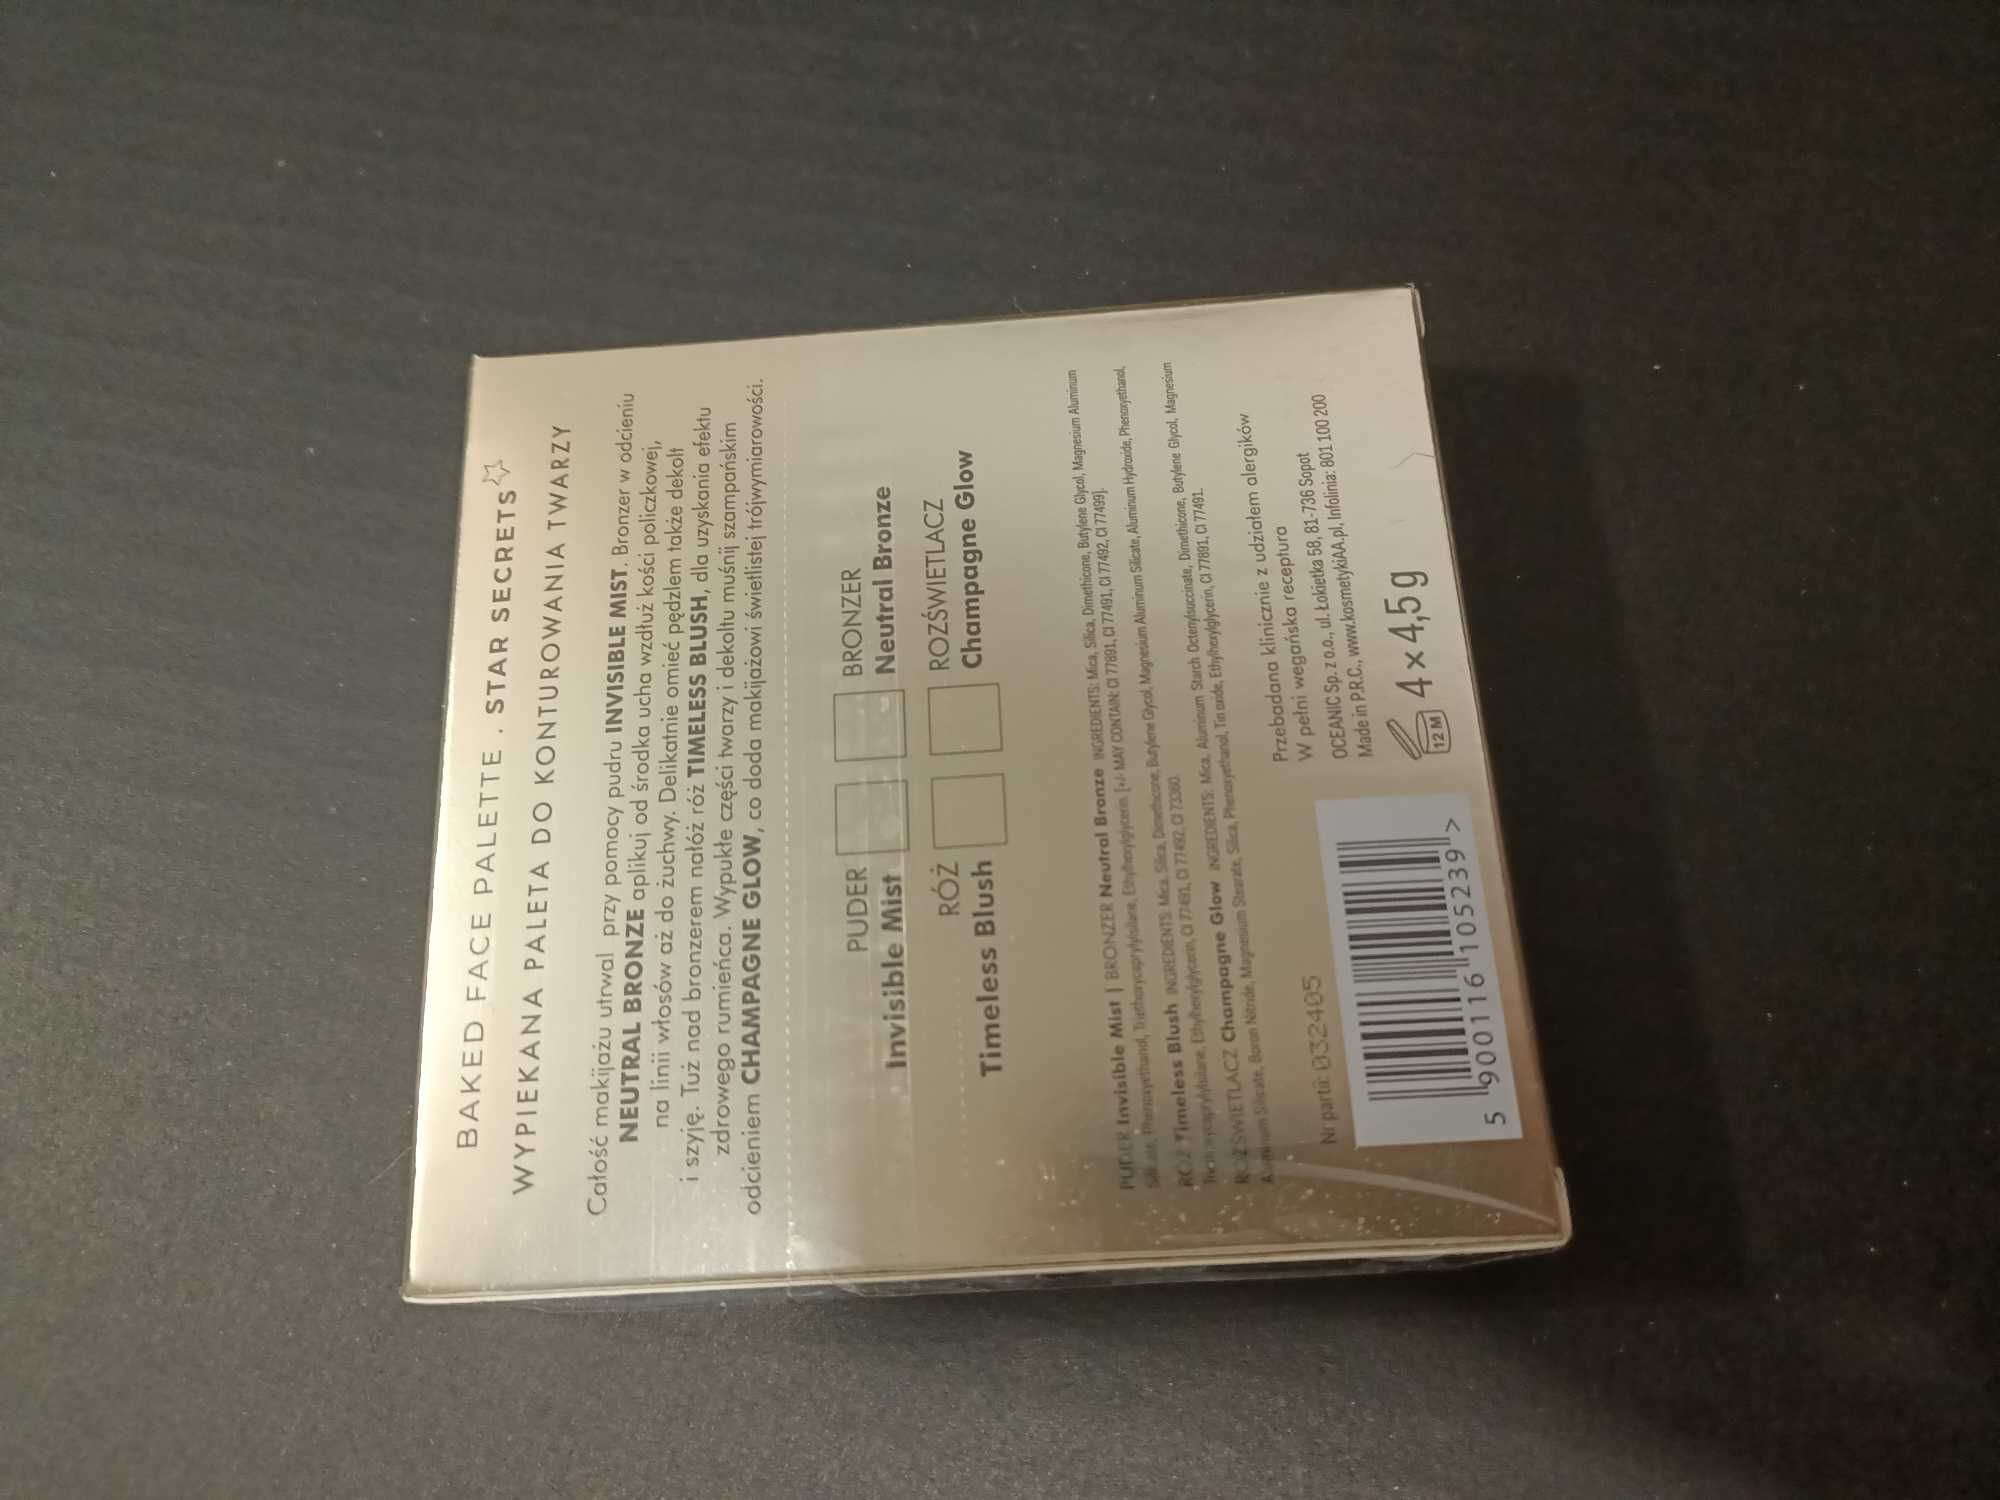 BAKED FACE PALETTE . STAR SECRETS
WYPIEKANA PALETA DO KONTUROWANIA TWARZY
Całość makijażu utrwal przy pomocy pudru INVISIBLE MIST. Bronzer w odcieniu
NEUTRAL BRONZE aplikuj od środka ucha wzdłuż kości policzkowej,
na linii włosów aż do żuchwy. Delikatnie omieć pędzlem także dekolt
i szyję. Tuż nad bronzerem nałóż róż TIMELESS BLUSH, dla uzyskania efektu
zdrowego rumieńca. Wypukłe części twarzy i dekoltu muśnij szampańskim
odcieniem CHAMPAGNE GLOW, co doda makijażowi świetlistej trójwymiarowości.
PUDER
Invisible Mist
BRONZER
Neutral Bronze
RÓŻ
Timeless Blush
ROZŚWIETLACZ
Champagne Glow
PUDER Invisible Mist | BRONZER Neutral Bronze INGREDIENTS: Mica, Silica, Dimethicone, Butylene Glycol, Magnesium Aluminum
Silicate, Phenoxyethanol, Triethoxycaprylylsilane, Ethylhexylglycerin, [+/- MAY CONTAIN: CI 77891, CI 77491, CI 77492, CI 77499].
RÓŻ Timeless Blush INGREDIENTS: Mica, Silica, Dimethicone, Butylene Glycol, Magnesium Aluminum Silicate, Aluminum Hydroxide, Phenoxyethanol,
Triethoxycaprylylsilane, Ethylhexylglycerin, CI 77491, CI 77492, CI 73360.
ROZŚWIETLACZ Champagne Glow INGREDIENTS: Mica, Aluminum Starch Octenylsuccinate, Dimethicone, Butylene Glycol, Magnesium
Aluminum Silicate, Boron Nitride, Magnesium Stearate, Silica, Phenoxyethanol, Tin oxide, Ethylhexylglycerin, CI 77891, CI 77491.
Nr partii: 032405
5 900116 105239 >
Przebadana klinicznie z udziałem alergików
W pełni wegańska receptura
OCEANIC Sp. z o.o., ul. Łokietka 58, 81-736 Sopot
Made in P.R.C., www.kosmetykiAA.pl, Infolinia: 801 100 200
12 M
4 x 4,5g